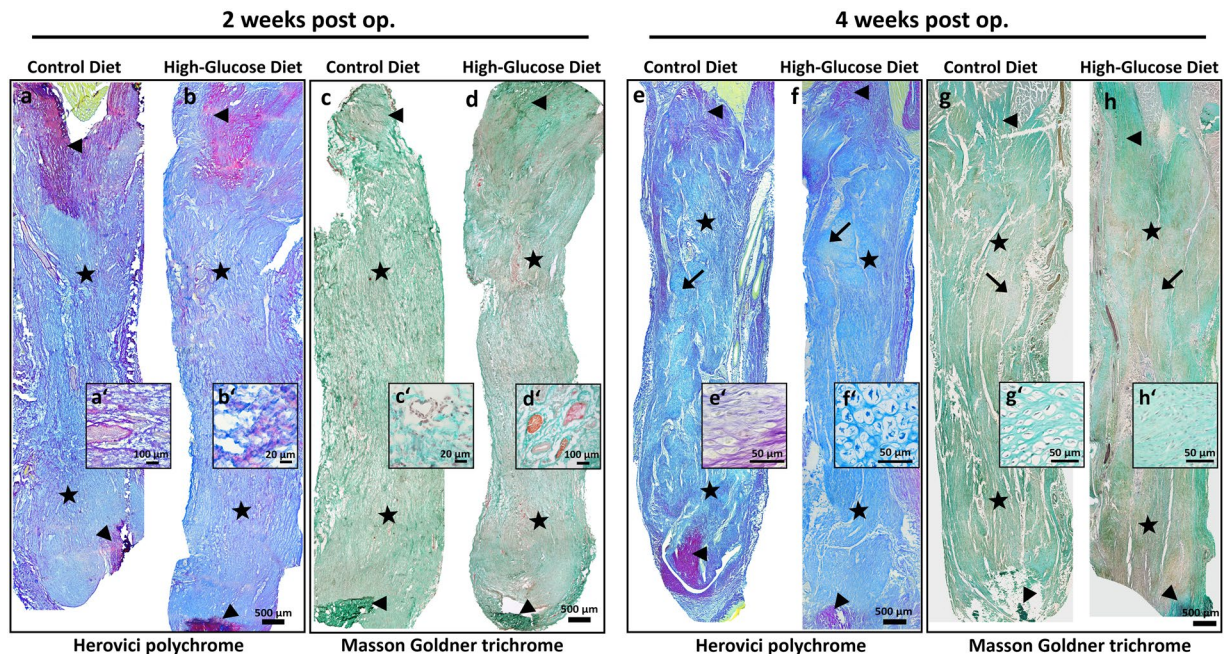 2 weeks post op.
4 weeks post op.
Control Diet
High-Glucose Diet
Control Diet
High-Glucose Diet
Control Diet
High-Glucose Diet
Control Diet
High-Glucose Diet
a
b
c
d
e
f
g
h
a‘
100 µm
b‘
20 µm
c‘
20 µm
d‘
100 µm
e‘
50 µm
f‘
50 µm
g‘
50 µm
h‘
50 µm
500 µm
500 µm
500 µm
500 µm
Herovici polychrome
Masson Goldner trichrome
Herovici polychrome
Masson Goldner trichrome